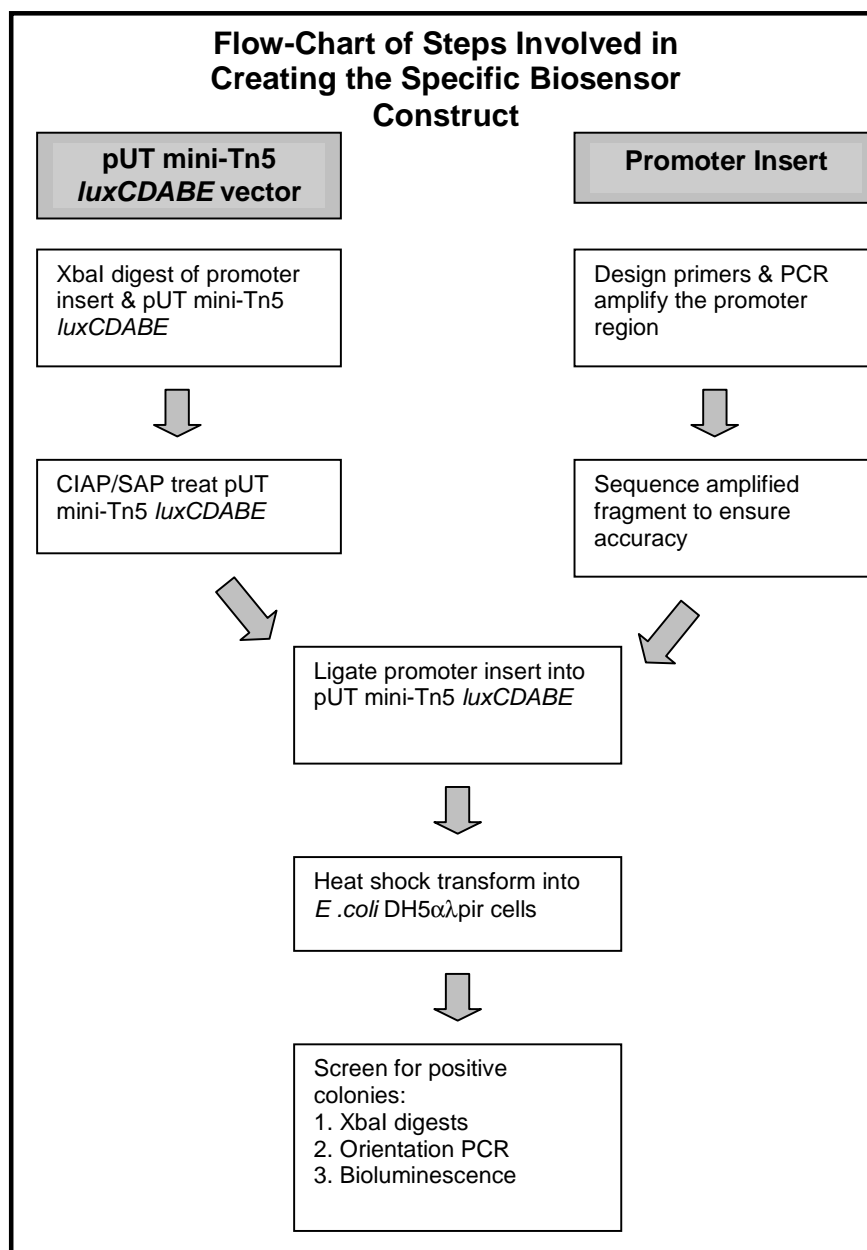 Flow-Chart of Steps Involved in
Creating the Specific Biosensor
Construct
pUT mini-Tn5
luxCDABE vector
Promoter Insert
XbaI digest of promoter
insert & pUT mini-Tn5
luxCDABE
Design primers & PCR
amplify the promoter
region
CIAP/SAP treat pUT
mini-Tn5 luxCDABE
Sequence amplified
fragment to ensure
accuracy
Ligate promoter insert into
pUT mini-Tn5 luxCDABE
Heat shock transform into
E .coli DH5αλpir cells
Screen for positive
colonies:
1. XbaI digests
2. Orientation PCR
3. Bioluminescence